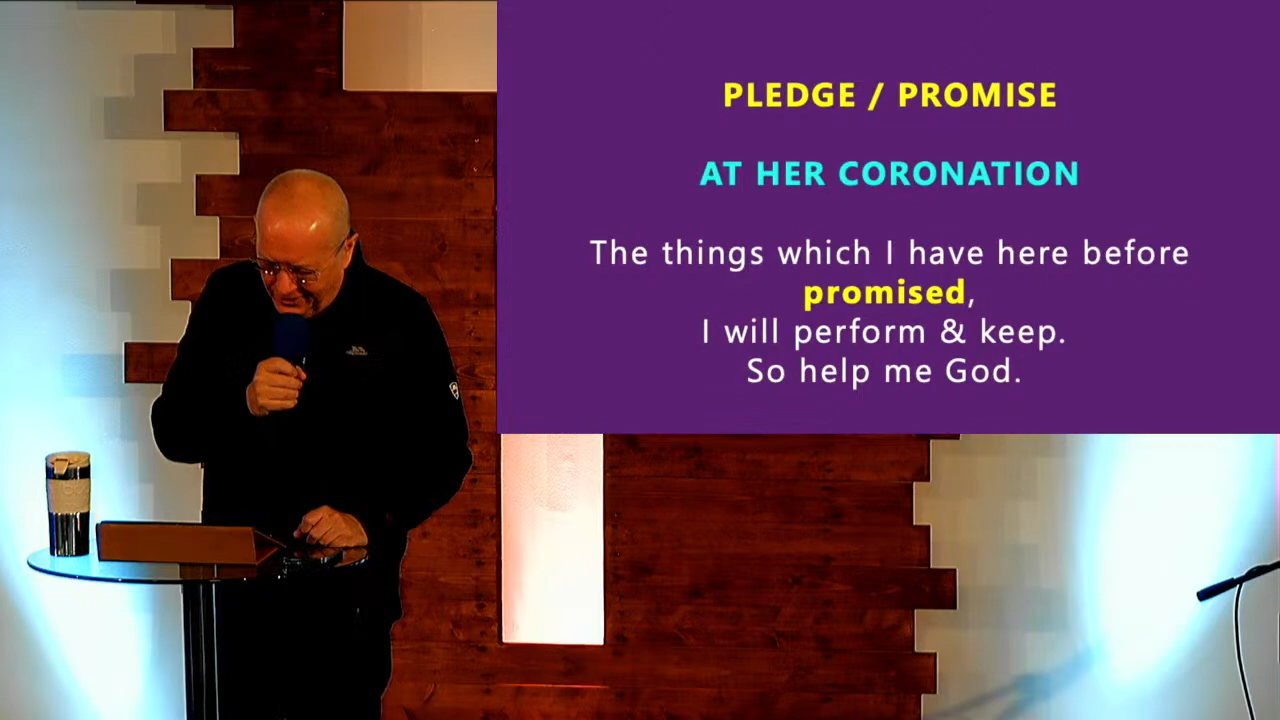 PLEDGE / PROMISE
AT HER CORONATION
The things which I have here before
promised,
I will perform & keep.
So help me God.